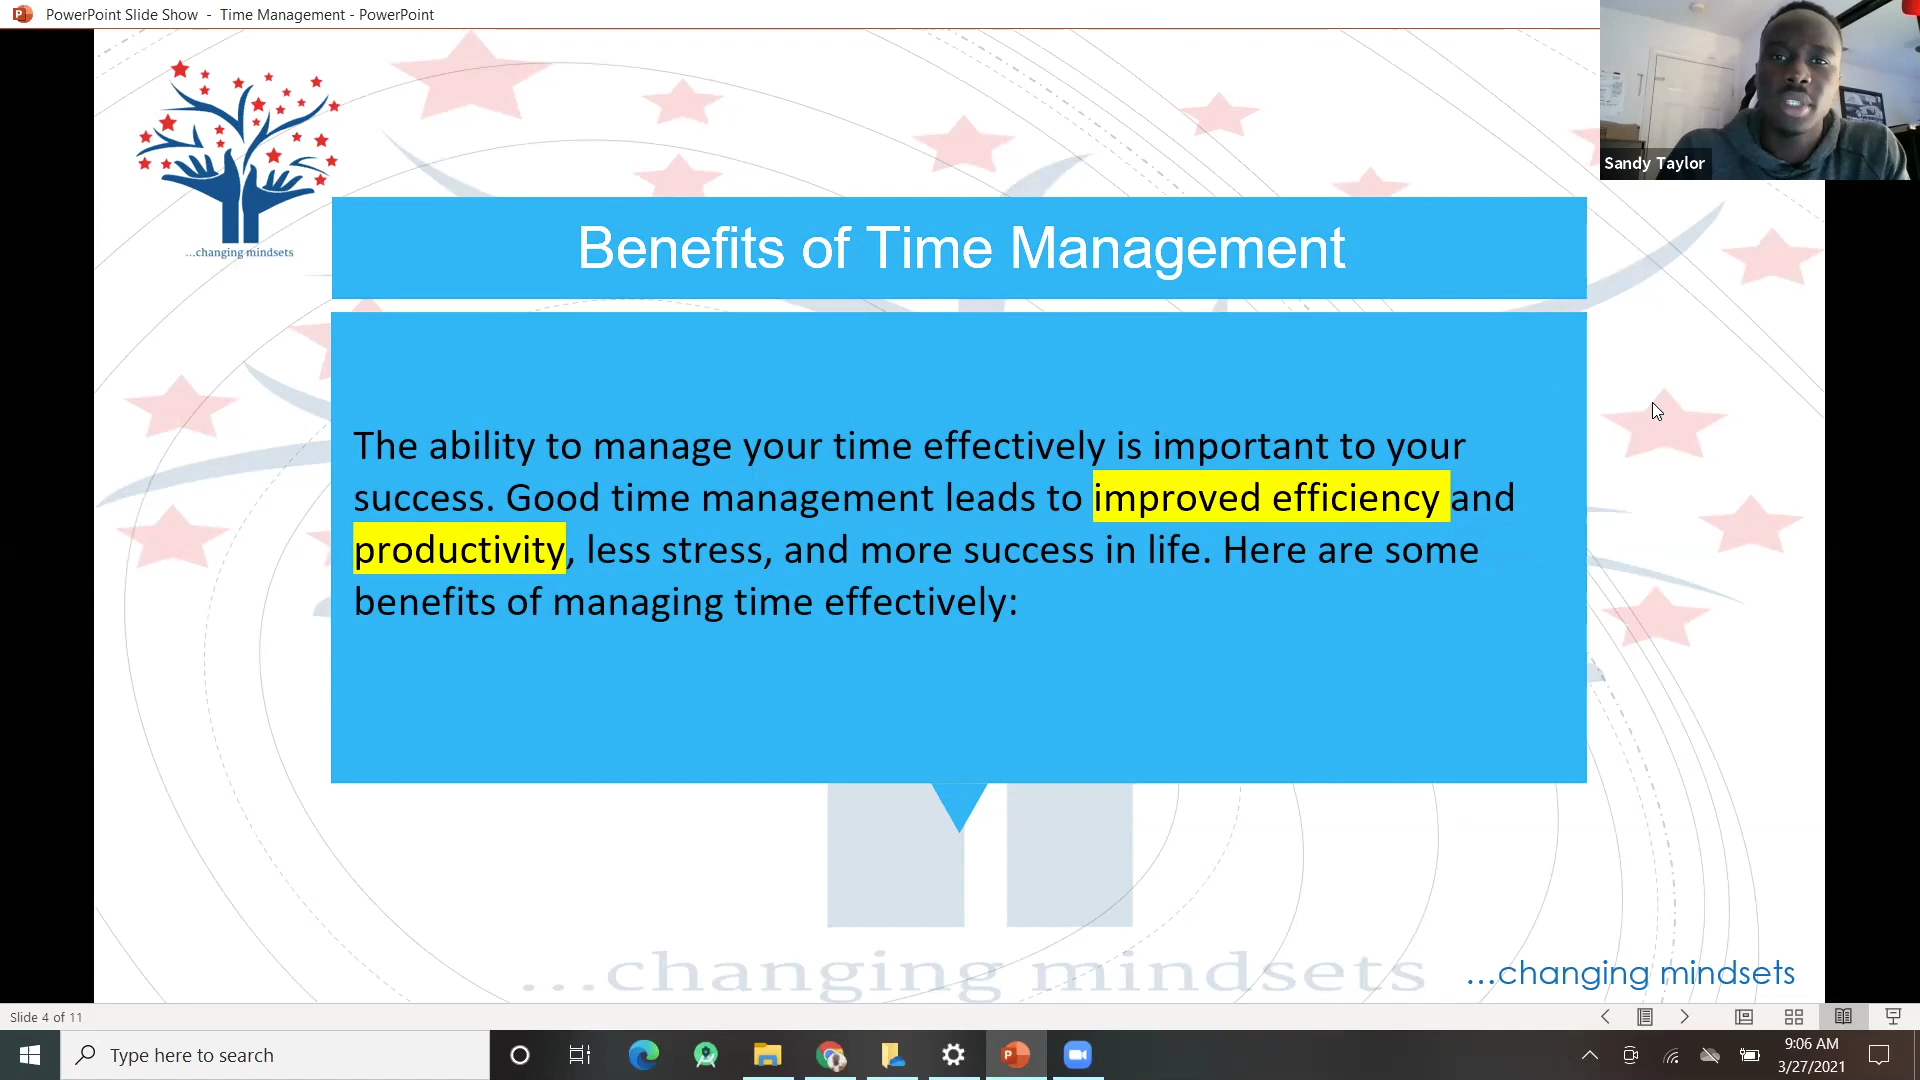 PowerPoint Slide Show - Time Management - PowerPoint
Sandy Taylor
...changing mindsets
Benefits of Time Management
The ability to manage your time effectively is important to your
success. Good time management leads to improved efficiency and
productivity, less stress, and more success in life. Here are some
benefits of managing time effectively:
...changing mindsets
...changing mindsets
Slide 4 of 11
Type here to search
9:06 AM
3/27/2021